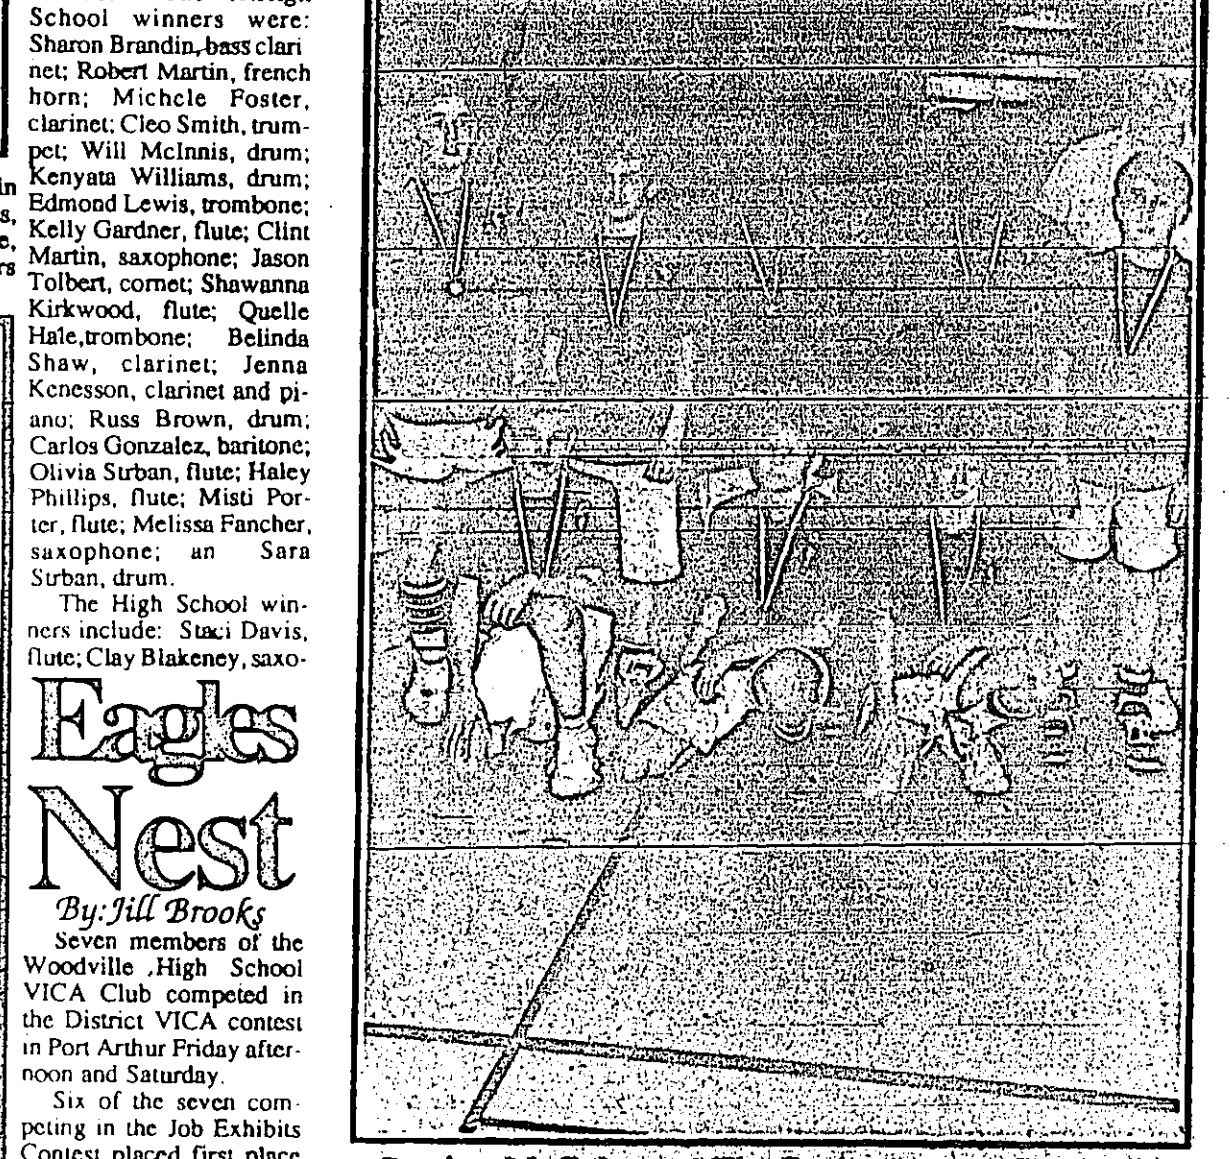 School winners were:
Sharon Brandin, bass clari
net; Robert Martin, french
horn; Michele Foster,
clarinet; Cleo Smith, trum-
pet; Will McInnis, drum;
Kenyata Williams, drum;
Edmond Lewis, trombone;
Kelly Gardner, flute; Clint
Martin, saxophone; Jason
Tolbert, cornet; Shawanna
Kirkwood, flute; Quelle
Hale,trombone; Belinda
Shaw, clarinet; Jenna
Kenesson, clarinet and pi-
ano; Russ Brown, drum;
Carlos Gonzalez, baritone;
Olivia Strban, flute; Haley
Phillips, flute; Misti Por-
ter, flute; Melissa Fancher,
saxophone; an Sara
Strban, drum.
The High School win-
ners include: Staci Davis,
flute; Clay Blakeney, saxo-
Eagles
Nest
By: Jill Brooks
Seven members of the
Woodville High School
VICA Club competed in
the District VICA contest
in Port Arthur Friday after-
noon and Saturday.
Six of the seven com-
peting in the Job Exhibits
Contest placed first place